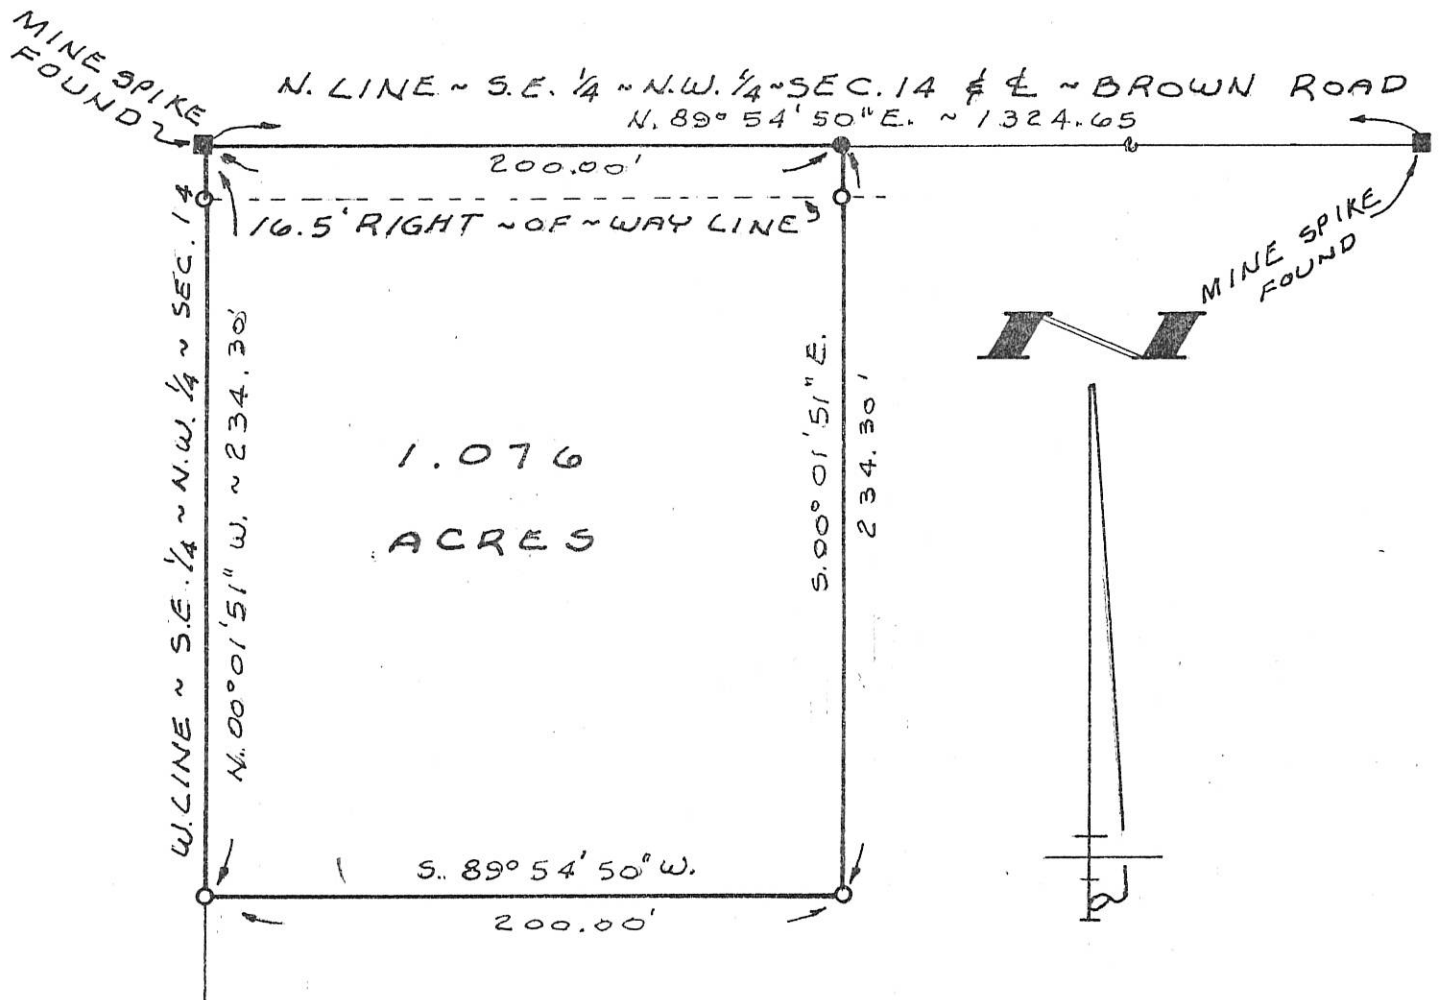 MINE SPIKE
FOUND
N. LINE ~ S.E. 1/4 ~ N.W. 1/4 ~ SEC. 14 & ℄ ~ BROWN ROAD
N. 89° 54' 50" E. ~ 1324.65
200.00'
16.5' RIGHT ~ OF ~ WAY LINE
MINE SPIKE
FOUND
W. LINE ~ S.E. 1/4 ~ N.W. 1/4 ~ SEC. 14
N. 00° 01' 51" W. ~ 234.30'
1.076
ACRES
S. 00° 01' 51" E.
234.30'
N
S. 89° 54' 50" W.
200.00'